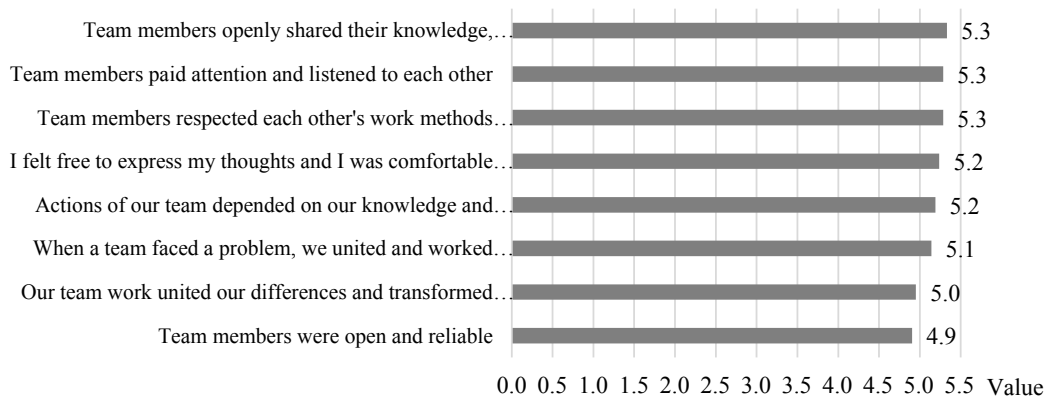 Team members openly shared their knowledge,… 5.3
Team members paid attention and listened to each other 5.3
Team members respected each other's work methods… 5.3
I felt free to express my thoughts and I was comfortable… 5.2
Actions of our team depended on our knowledge and… 5.2
When a team faced a problem, we united and worked… 5.1
Our team work united our differences and transformed… 5.0
Team members were open and reliable 4.9
0.0 0.5 1.0 1.5 2.0 2.5 3.0 3.5 4.0 4.5 5.0 5.5 Value